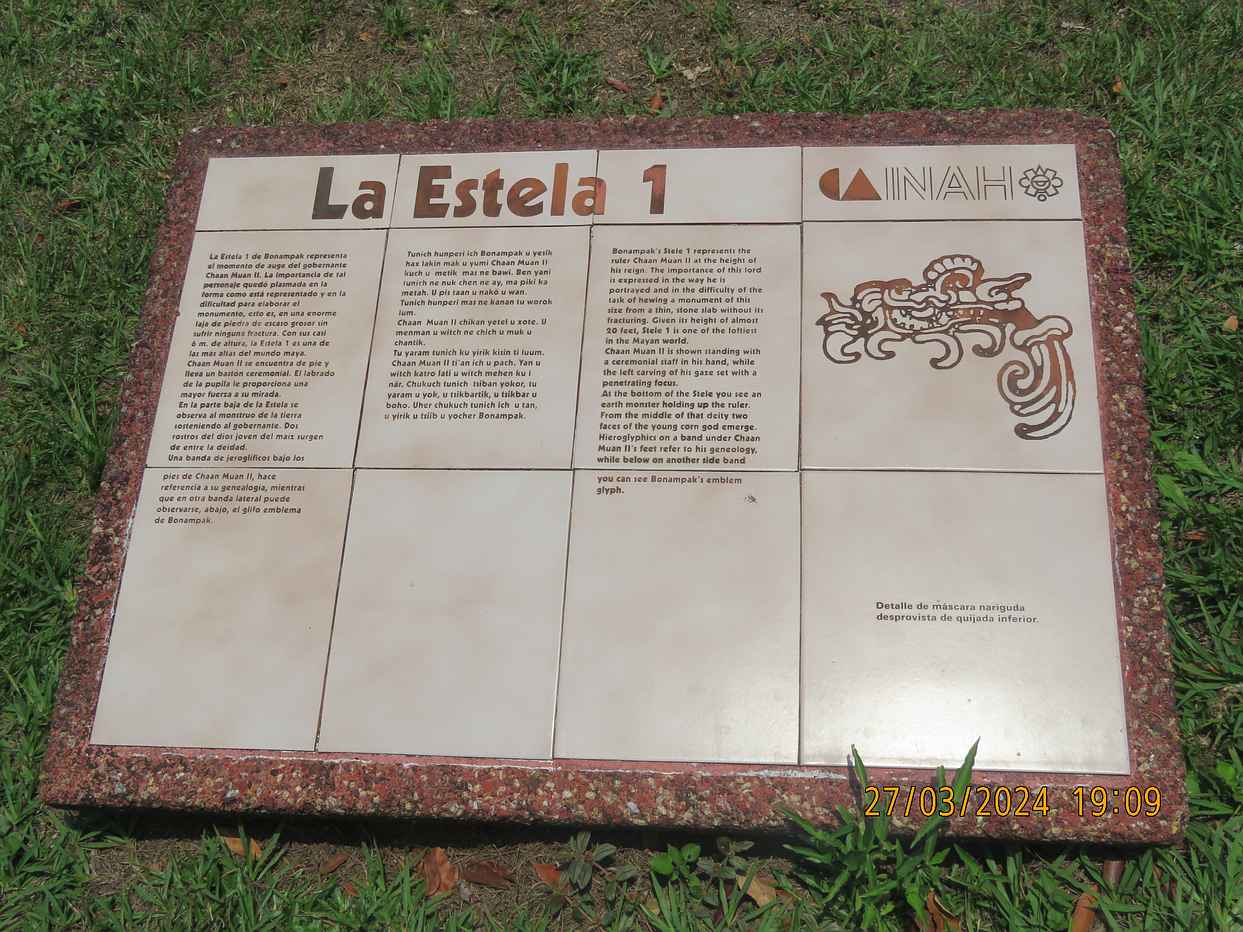 La Estela 1
INAH
La Estela 1 de Bonampak representa
el momento de auge del gobernante
Chaan Muan II. La importancia de tal
personaje quedó plasmada en la
forma como está representado y en la
dificultad para elaborar el
monumento, esto es, en una enorme
laja de piedra de escaso grosor sin
sufrir ninguna fractura. Con sus casi
6 m. de altura, la Estela 1 es una de
las más altas del mundo maya.
Chaan Muan II se encuentra de pie y
lleva un bastón ceremonial. El labrado
de la pupila le proporciona una
mayor fuerza a su mirada.
En la parte baja de la Estela se
observa al monstruo de la tierra
sosteniendo al gobernante. Dos
rostros del dios joven del maíz surgen
de entre la deidad.
Una banda de jeroglíficos bajo los
pies de Chaan Muan II, hace
referencia a su genealogía, mientras
que en otra banda lateral puede
observarse, abajo, el glifo emblema
de Bonampak.
Tunich hunperi ich Bonampak u yesik
hax lakin mak u yumi Chaan Muan II
kuch u metik mas ne bawi. Ben yani
tunich ne nuk chen ne ay, ma piki ka
metah. U pis taan u nakó u wan.
Tunich hunperi mas ne kanan tu worok
lum.
Chaan Muan II chikan yetel u xote. U
menman u witch ne chich u muk u
chantik.
Tu yaram tunich ku yirik kisin ti luum.
Chaan Muan II ti'an ich u pach. Yan u
witch katro lati u witch mehen ku i
nár. Chukuch tunich tsiban yokor, tu
yaram u yok, u tsikbartik, u tsikbar u
boho. Uher chukuch tunich ich u tan,
u yirik u tsiib u yocher Bonampak.
Bonampak's Stele 1 represents the
ruler Chaan Muan II at the height of
his reign. The importance of this lord
is expressed in the way he is
portrayed and in the difficulty of the
task of hewing a monument of this
size from a thin, stone slab without its
fracturing. Given its height of almost
20 feet, Stele 1 is one of the loftiest
in the Mayan world.
Chaan Muan II is shown standing with
a ceremonial staff in his hand, while
the left carving of his gaze set with a
penetrating focus.
At the bottom of the Stele you see an
earth monster holding up the ruler.
From the middle of that deity two
faces of the young corn god emerge.
Hieroglyphics on a band under Chaan
Muan II's feet refer to his geneology,
while below on another side band
you can see Bonampak's emblem
glyph.
Detalle de máscara nariguda
desprovista de quijada inferior.
27/03/2024 19:09